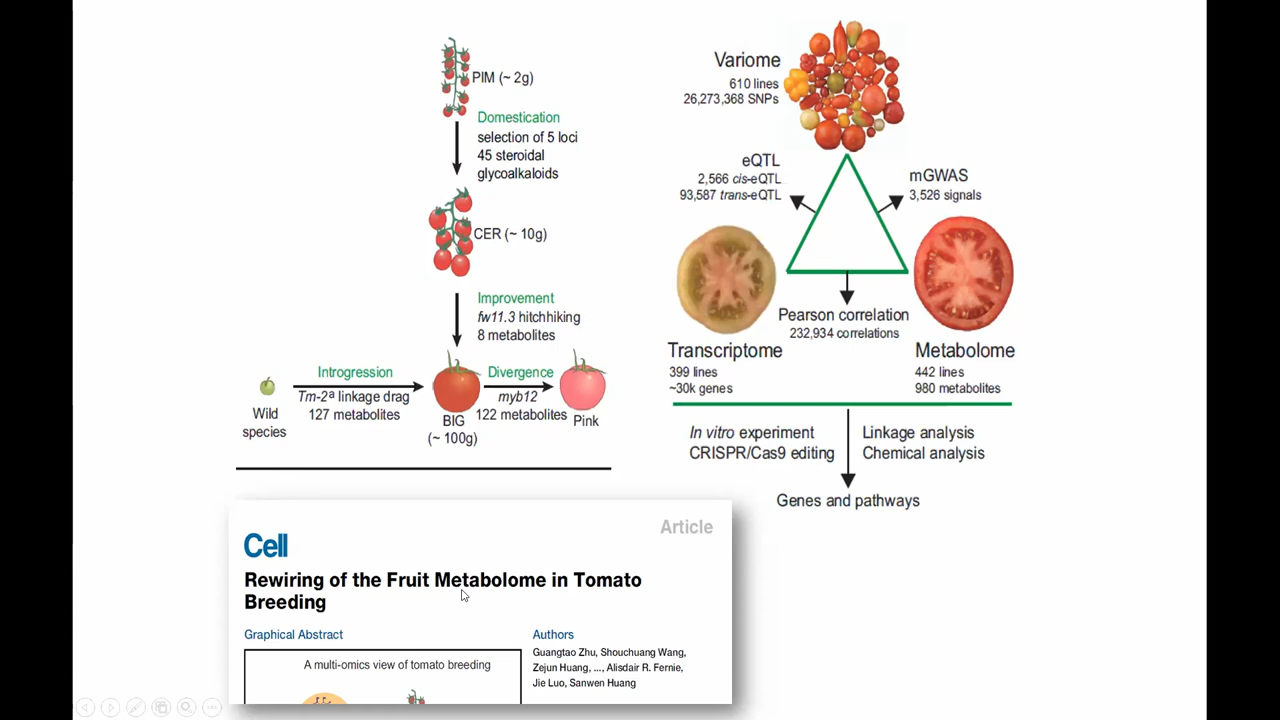 PIM (~ 2g)
Domestication
selection of 5 loci
45 steroidal
glycoalkaloids
CER (~ 10g)
Improvement
fw11.3 hitchhiking
8 metabolites
Introgression
Tm-2ª linkage drag
127 metabolites
Wild
species
BIG
(~ 100g)
Divergence
myb12
122 metabolites
Pink
Variome
610 lines
26,273,368 SNPs
eQTL
2,566 cis-eQTL
93,587 trans-eQTL
mGWAS
3,526 signals
Pearson correlation
232,934 correlations
Transcriptome
399 lines
~30k genes
Metabolome
442 lines
980 metabolites
In vitro experiment
CRISPR/Cas9 editing
Linkage analysis
Chemical analysis
Genes and pathways
Article
Cell
Rewiring of the Fruit Metabolome in Tomato
Breeding
Graphical Abstract
A multi-omics view of tomato breeding
Authors
Guangtao Zhu, Shouchuang Wang,
Zejun Huang, ..., Alisdair R. Fernie,
Jie Luo, Sanwen Huang